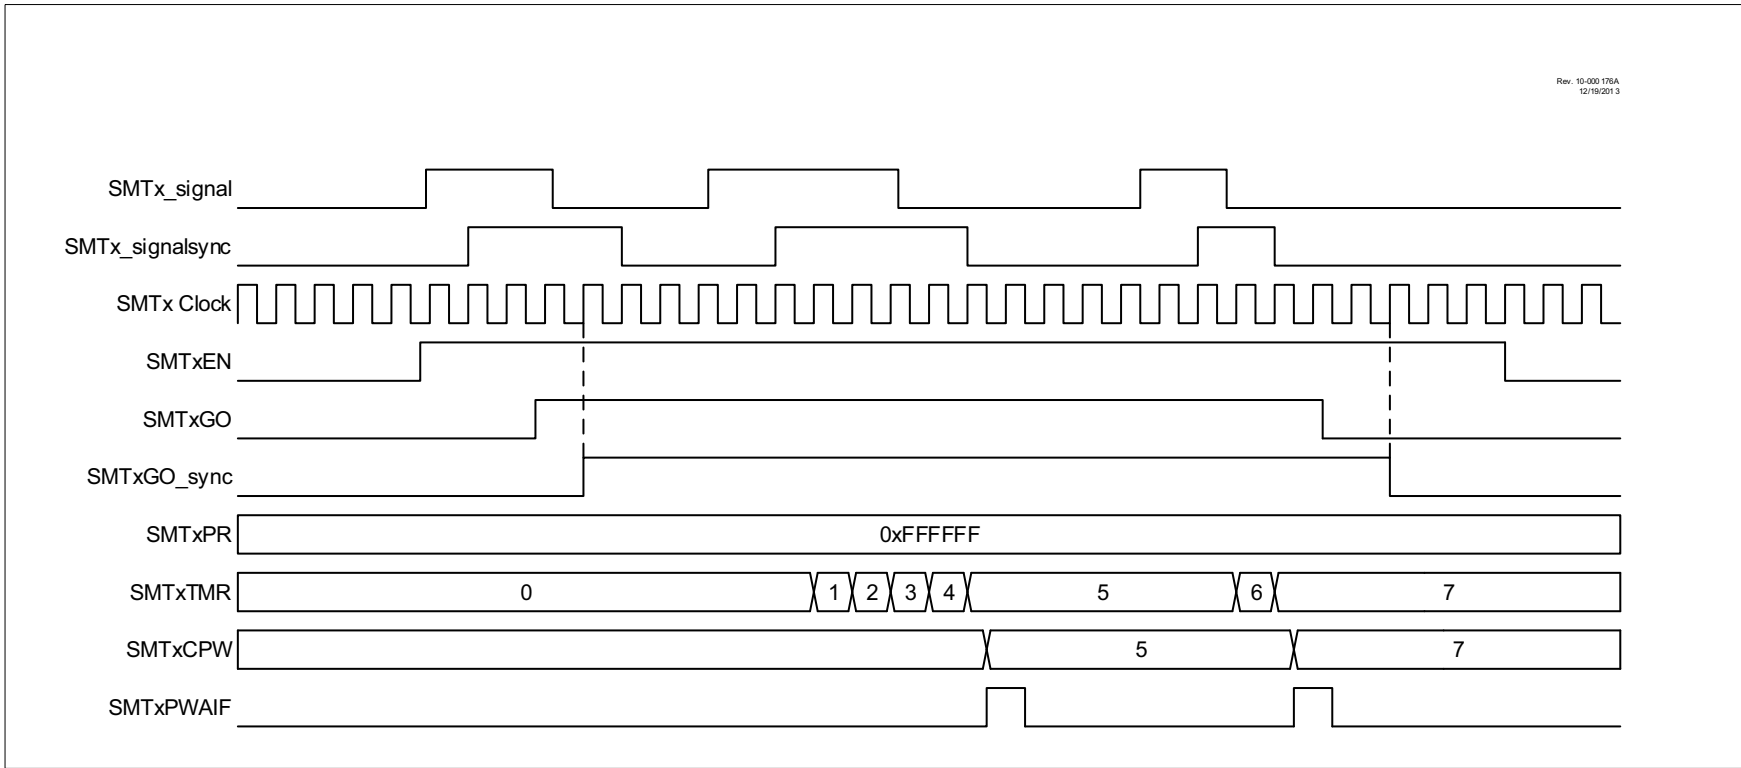 Rev. 10-000 176A
12/19/201 3
SMTx_signal
SMTx_signalsync
SMTx Clock
SMTxEN
SMTxGO
SMTxGO_sync
SMTxPR 0xFFFFFF
SMTxTMR 0 1 2 3 4 5 6 7
SMTxCPW 5 7
SMTxPWAIF